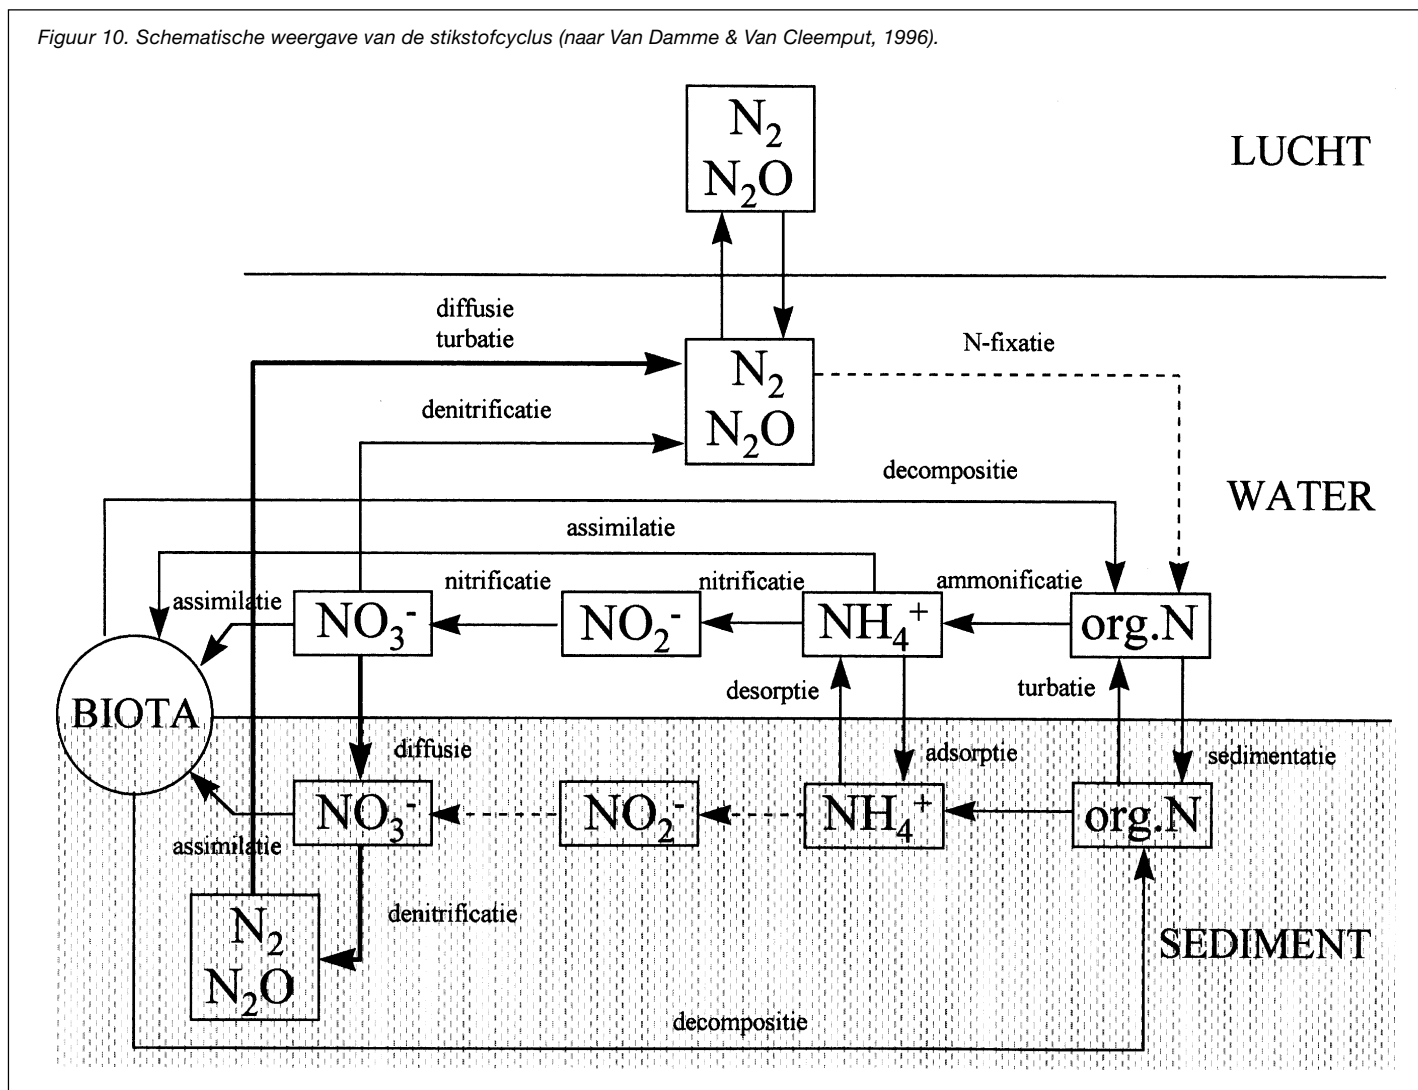 Figuur 10. Schematische weergave van de stikstofcyclus (naar Van Damme & Van Cleemput, 1996).
N₂
N₂O
LUCHT
diffusie
turbatie
N-fixatie
N₂
N₂O
denitrificatie
decompositie
WATER
assimilatie
nitrificatie
nitrificatie
ammonificatie
assimilatie
NO₃⁻
NO₂⁻
NH₄⁺
org.N
desorptie
turbatie
BIOTA
diffusie
adsorptie
sedimentatie
NO₃⁻
NO₂⁻
NH₄⁺
org.N
assimilatie
denitrificatie
N₂
N₂O
SEDIMENT
decompositie